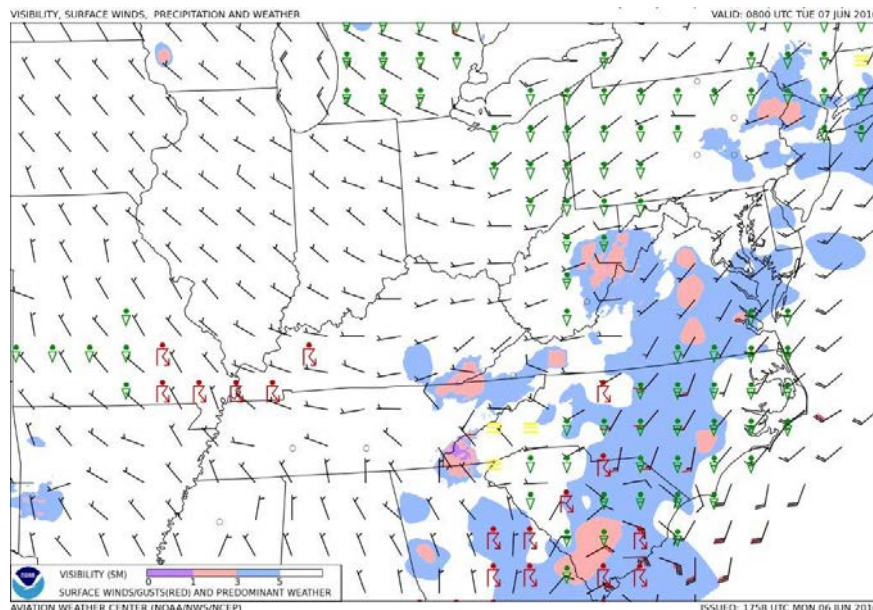 VISIBILITY, SURFACE WINDS, PRECIPITATION AND WEATHER
VALID: 0800 UTC TUE 07 JUN 2016
VISIBILITY (SM)
0 1 3 5
SURFACE WINDS/GUSTS(RED) AND PREDOMINANT WEATHER
AVIATION WEATHER CENTER (NOAA/NWS/NCEP)
ISSUED: 1758 UTC MON 06 JUN 201